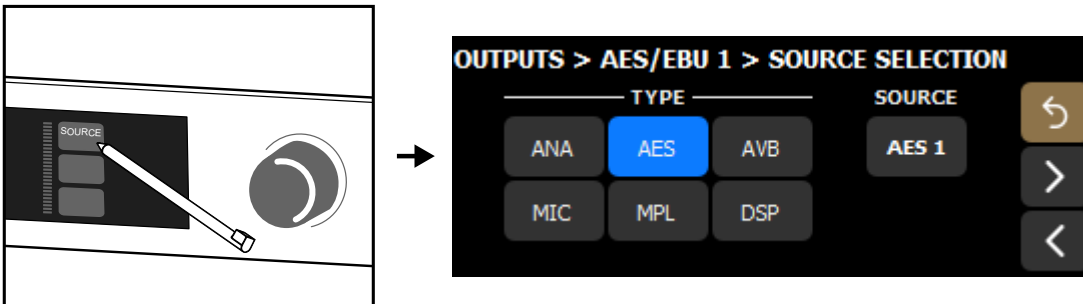 SOURCE
OUTPUTS > AES/EBU 1 > SOURCE SELECTION
TYPE
SOURCE
ANA
AES
AVB
AES 1
MIC
MPL
DSP